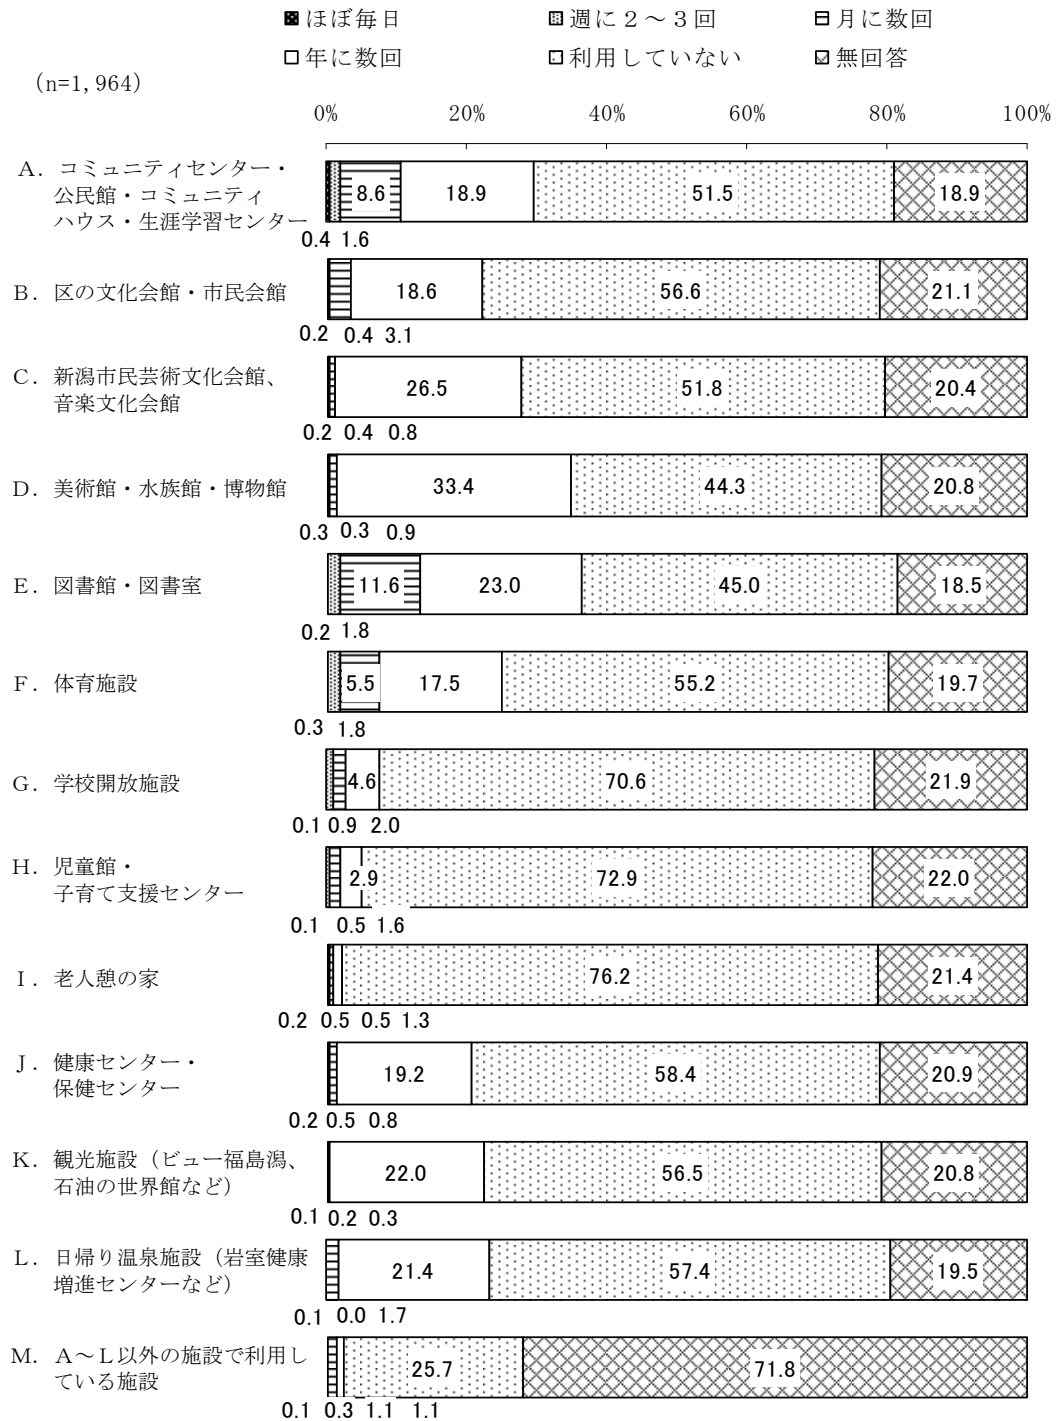 ほぼ毎日 週に２～３回 月に数回
年に数回 利用していない 無回答
(n=1,964)
0% 20% 40% 60% 80% 100%
Ａ．コミュニティセンター・
公民館・コミュニティ
ハウス・生涯学習センター
8.6 18.9 51.5 18.9
0.4 1.6
Ｂ．区の文化会館・市民会館
18.6 56.6 21.1
0.2 0.4 3.1
Ｃ．新潟市民芸術文化会館、
音楽文化会館
26.5 51.8 20.4
0.2 0.4 0.8
Ｄ．美術館・水族館・博物館
33.4 44.3 20.8
0.3 0.3 0.9
Ｅ．図書館・図書室
11.6 23.0 45.0 18.5
0.2 1.8
Ｆ．体育施設
5.5 17.5 55.2 19.7
0.3 1.8
Ｇ．学校開放施設
4.6 70.6 21.9
0.1 0.9 2.0
Ｈ．児童館・
子育て支援センター
2.9 72.9 22.0
0.1 0.5 1.6
Ｉ．老人憩の家
76.2 21.4
0.2 0.5 0.5 1.3
Ｊ．健康センター・
保健センター
19.2 58.4 20.9
0.2 0.5 0.8
Ｋ．観光施設（ビュー福島潟、
石油の世界館など）
22.0 56.5 20.8
0.1 0.2 0.3
Ｌ．日帰り温泉施設（岩室健康
増進センターなど）
21.4 57.4 19.5
0.1 0.0 1.7
Ｍ．Ａ～Ｌ以外の施設で利用し
ている施設
25.7 71.8
0.1 0.3 1.1 1.1